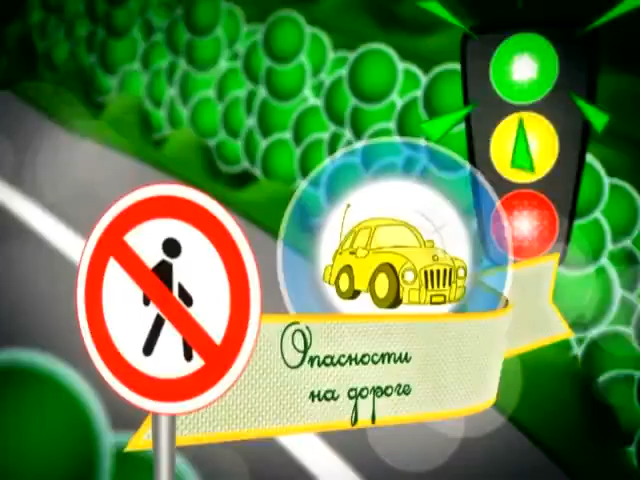 Опасности
на дороге